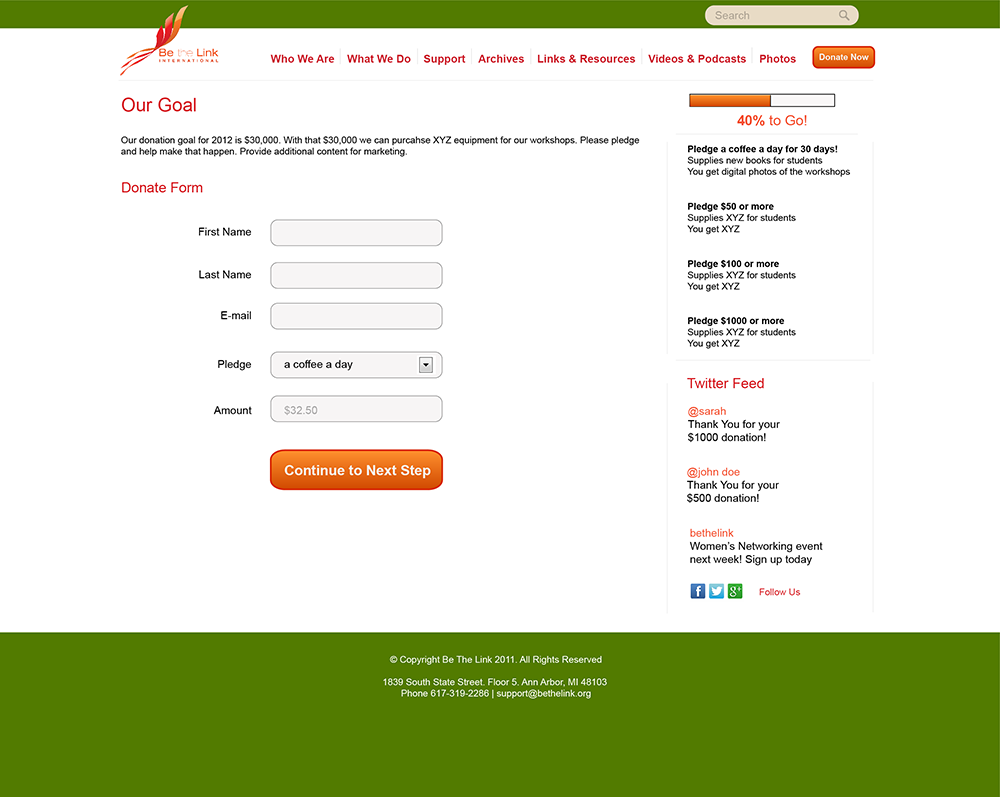 Search
Be the Link
INTERNATIONAL
Who We Are
What We Do
Support
Archives
Links & Resources
Videos & Podcasts
Photos
Donate Now
Our Goal
Our donation goal for 2012 is $30,000. With that $30,000 we can purcahse XYZ equipment for our workshops. Please pledge
and help make that happen. Provide additional content for marketing.
Donate Form
First Name
Last Name
E-mail
Pledge
a coffee a day
Amount
$32.50
Continue to Next Step
40% to Go!
Pledge a coffee a day for 30 days!
Supplies new books for students
You get digital photos of the workshops
Pledge $50 or more
Supplies XYZ for students
You get XYZ
Pledge $100 or more
Supplies XYZ for students
You get XYZ
Pledge $1000 or more
Supplies XYZ for students
You get XYZ
Twitter Feed
@sarah
Thank You for your
$1000 donation!
@john doe
Thank You for your
$500 donation!
bethelink
Women's Networking event
next week! Sign up today
f
g+
Follow Us
© Copyright Be The Link 2011. All Rights Reserved
1839 South State Street. Floor 5. Ann Arbor, MI 48103
Phone 617-319-2286 | support@bethelink.org